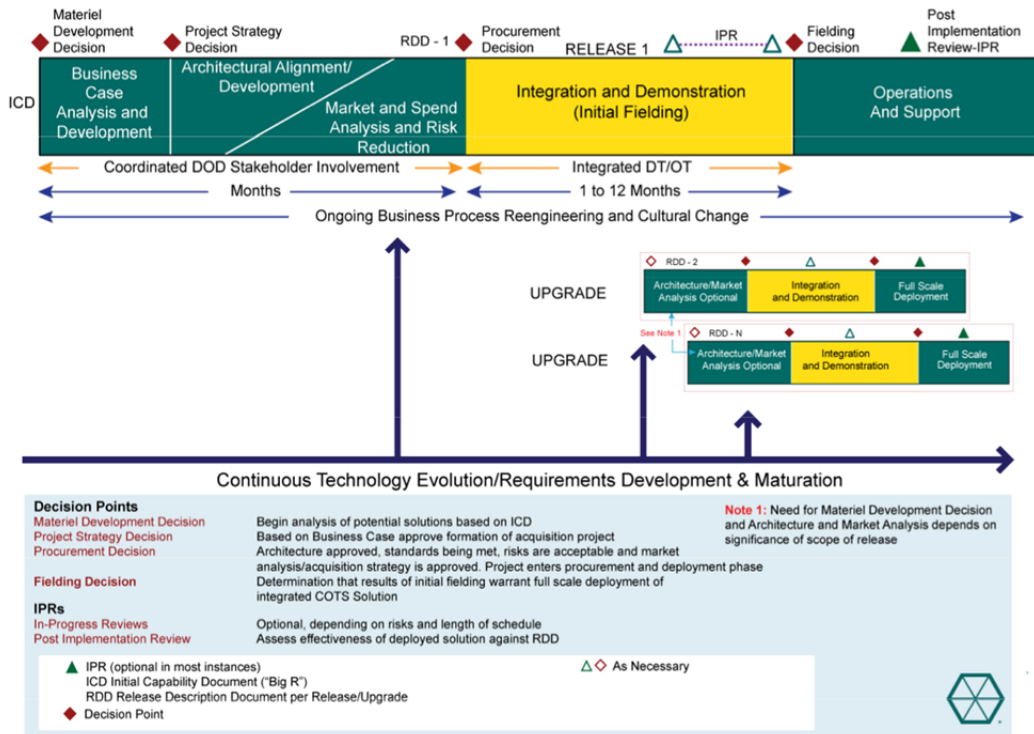 Materiel
Development
Decision
Project Strategy
Decision
RDD - 1
Procurement
Decision
RELEASE 1
IPR
Fielding
Decision
Post
Implementation
Review-IPR
ICD
Business
Case
Analysis and
Development
Architectural Alignment/
Development
Market and Spend
Analysis and Risk
Reduction
Integration and Demonstration
(Initial Fielding)
Operations
And Support
Coordinated DOD Stakeholder Involvement
Integrated DT/OT
Months
1 to 12 Months
Ongoing Business Process Reengineering and Cultural Change
UPGRADE
RDD - 2
Architecture/Market
Analysis Optional
Integration
and Demonstration
Full Scale
Deployment
See Note 1
UPGRADE
RDD - N
Architecture/Market
Analysis Optional
Integration
and Demonstration
Full Scale
Deployment
Continuous Technology Evolution/Requirements Development & Maturation
Decision Points
Materiel Development Decision Begin analysis of potential solutions based on ICD
Project Strategy Decision Based on Business Case approve formation of acquisition project
Procurement Decision Architecture approved, standards being met, risks are acceptable and market
analysis/acquisition strategy is approved. Project enters procurement and deployment phase
Fielding Decision Determination that results of initial fielding warrant full scale deployment of
integrated COTS Solution
IPRs
In-Progress Reviews Optional, depending on risks and length of schedule
Post Implementation Review Assess effectiveness of deployed solution against RDD
Note 1: Need for Materiel Development Decision
and Architecture and Market Analysis depends on
significance of scope of release
IPR (optional in most instances)
ICD Initial Capability Document (“Big R”)
RDD Release Description Document per Release/Upgrade
Decision Point
As Necessary